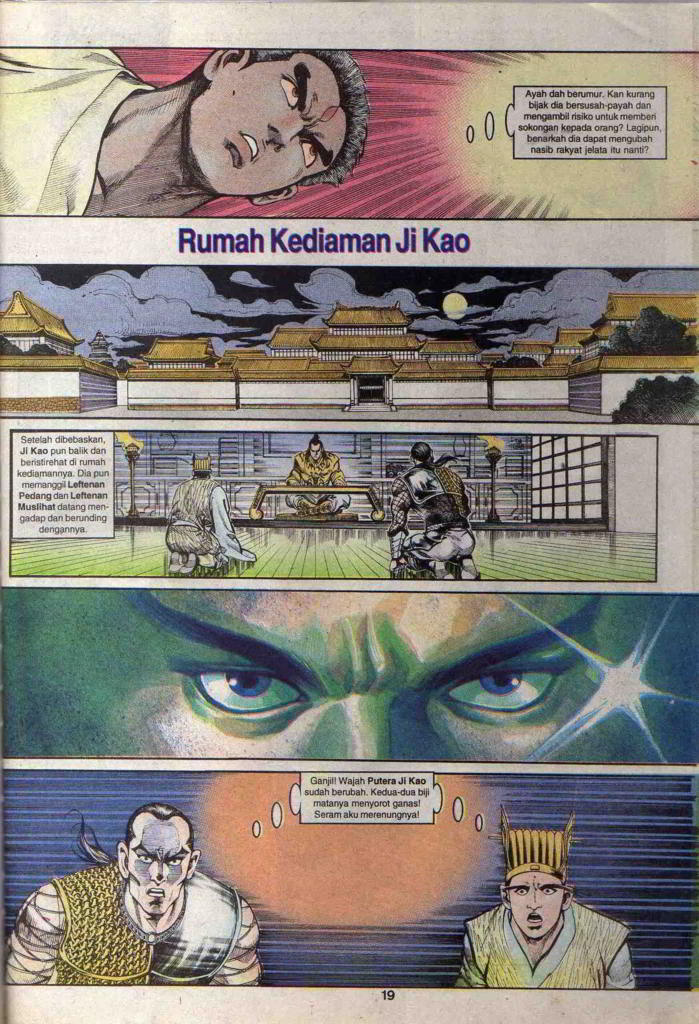 Ayah dah berumur. Kan kurang
bijak dia bersusah-payah dan
mengambil risiko untuk memberi
sokongan kepada orang? Lagipun,
benarkah dia dapat mengubah
nasib rakyat jelata itu nanti?
Rumah Kediaman Ji Kao
Setelah dibebaskan,
Ji Kao pun balik dan
beristirehat di rumah
kediamannya. Dia pun
memanggil Leftenan
Pedang dan Leftenan
Muslihat datang men-
gadap dan berunding
dengannya.
Ganjil! Wajah Putera Ji Kao
sudah berubah. Kedua-dua biji
matanya menyorot ganas!
Seram aku merenungnya!
19